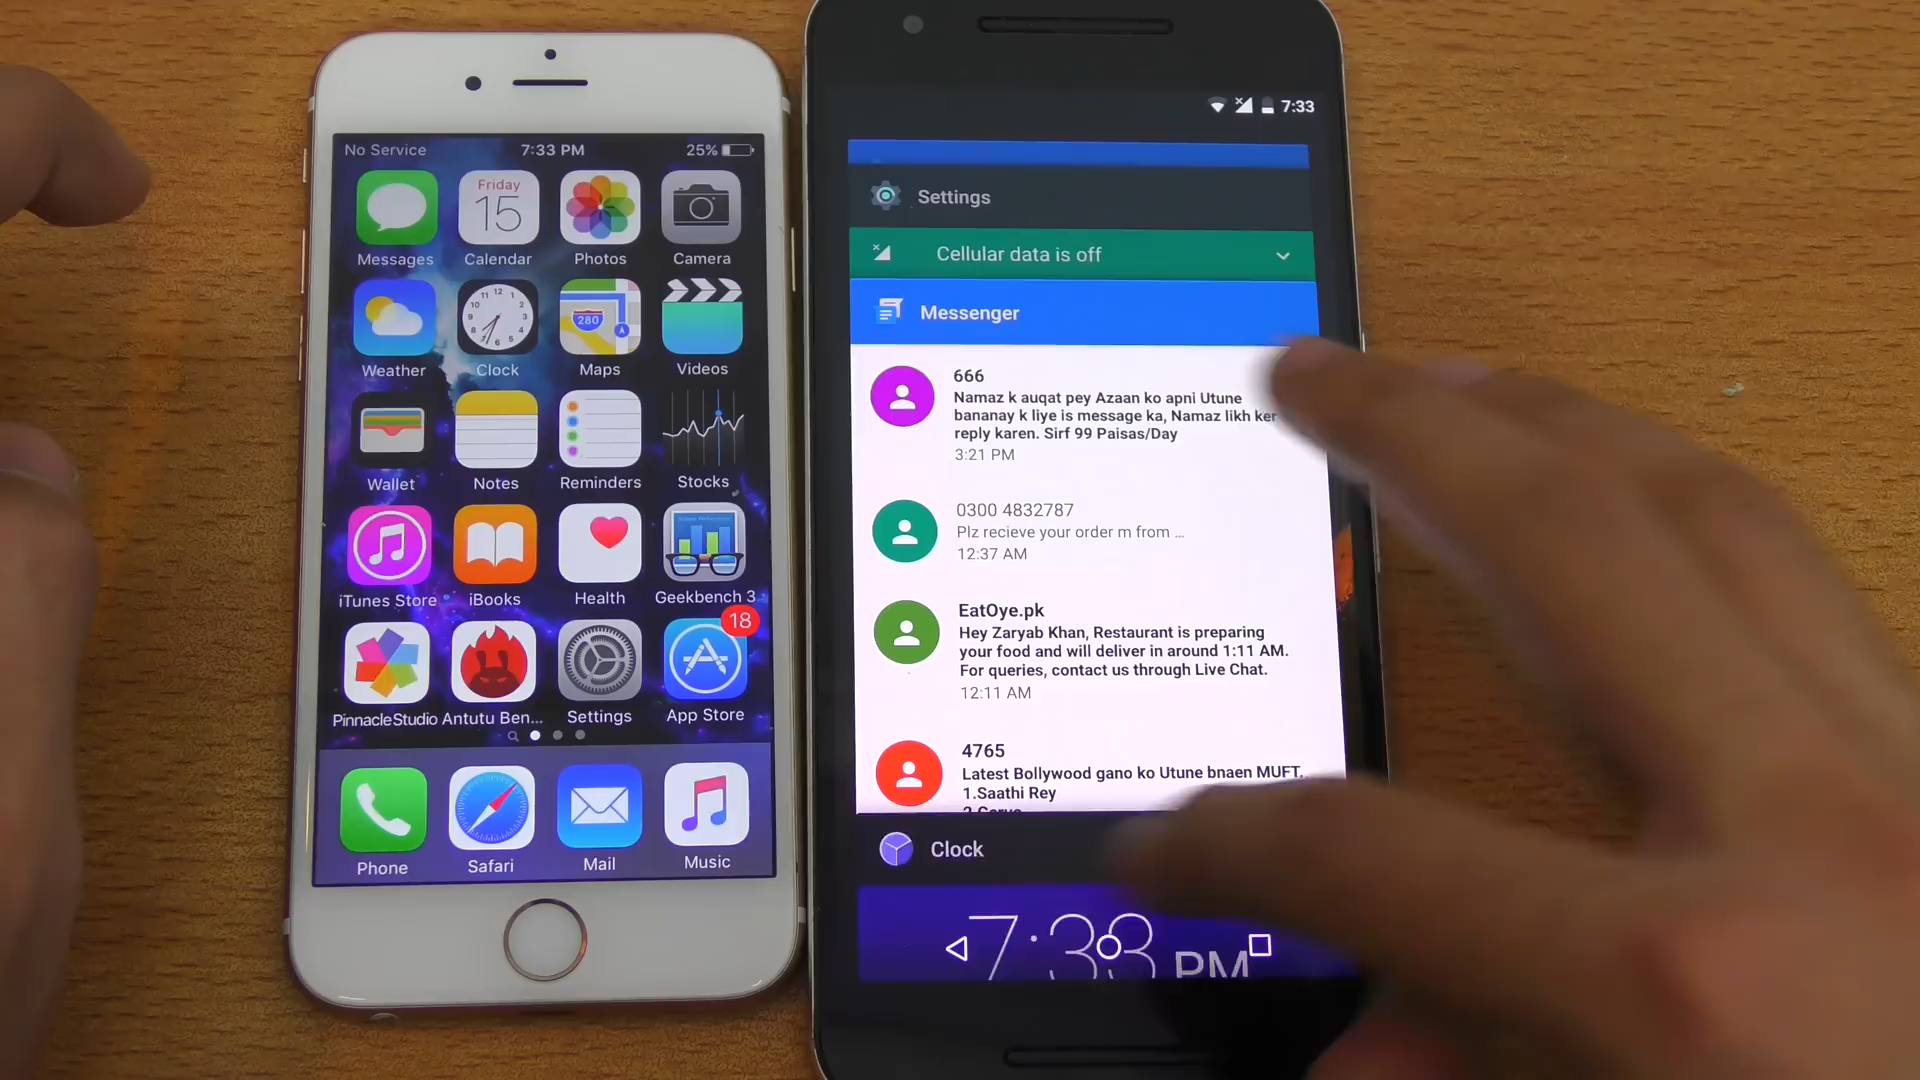 No Service 7:33 PM 25%
Friday
15
Messages Calendar Photos Camera
280
Weather Clock Maps Videos
Wallet Notes Reminders Stocks
iTunes Store iBooks Health Geekbench 3
18
PinnacleStudio Antutu Ben... Settings App Store
Phone Safari Mail Music
7:33
Settings
Cellular data is off
Messenger
666
Namaz k auqat pey Azaan ko apni Utune
bananay k liye is message ka, Namaz likh ker
reply karen. Sirf 99 Paisas/Day
3:21 PM
0300 4832787
Plz recieve your order m from ...
12:37 AM
EatOye.pk
Hey Zaryab Khan, Restaurant is preparing
your food and will deliver in around 1:11 AM.
For queries, contact us through Live Chat.
12:11 AM
4765
Latest Bollywood gano ko Utune bnaen MUFT.
1.Saathi Rey
Clock
7:33 PM